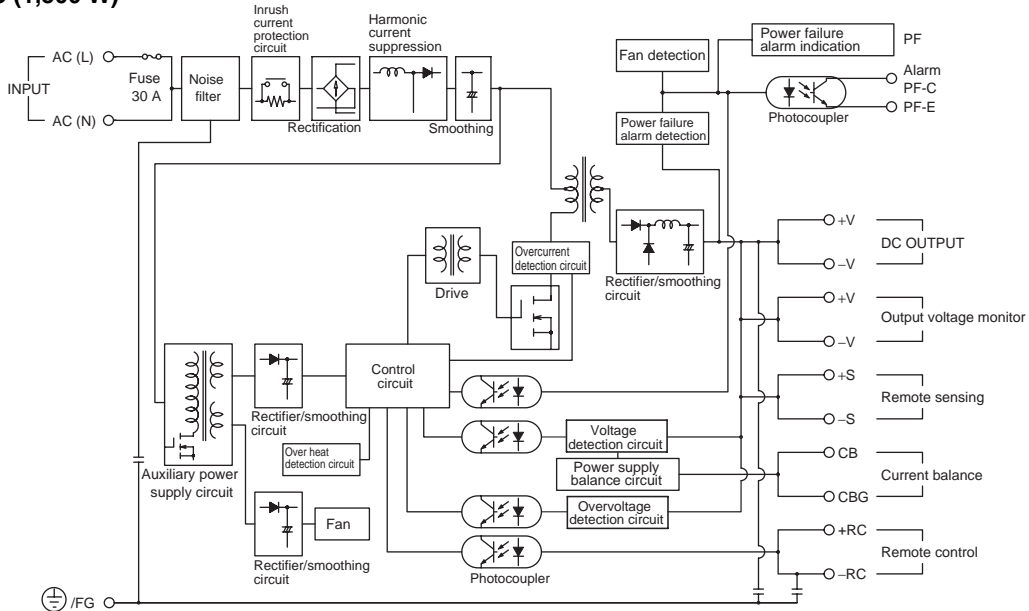 INPUT
AC (L)
AC (N)
Fuse
30 A
Noise
filter
Inrush
current
protection
circuit
Rectification
Harmonic
current
suppression
Smoothing
Fan detection
Power failure
alarm indication
PF
Alarm
PF-C
PF-E
Photocoupler
Power failure
alarm detection
Overcurrent
detection circuit
Drive
Rectifier/smoothing
circuit
+V
DC OUTPUT
–V
+V
Output voltage monitor
–V
+S
Remote sensing
–S
CB
Current balance
CBG
+RC
Remote control
–RC
Control
circuit
Rectifier/smoothing
circuit
Over heat
detection circuit
Auxiliary power
supply circuit
Voltage
detection circuit
Power supply
balance circuit
Overvoltage
detection circuit
Fan
Rectifier/smoothing
circuit
Photocoupler
/FG